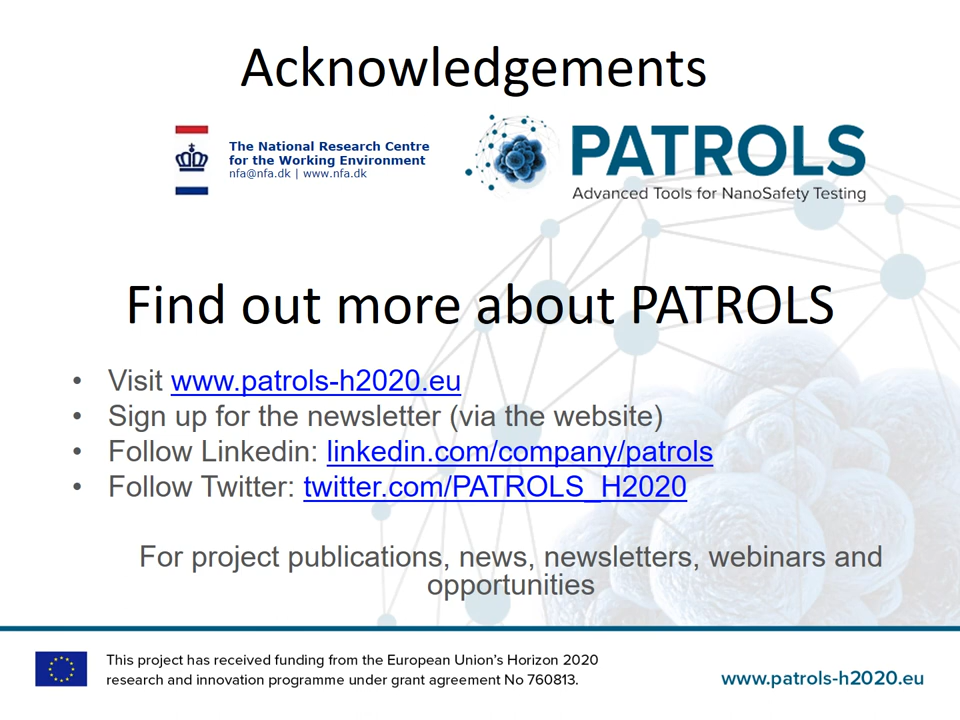 Acknowledgements
The National Research Centre
for the Working Environment
nfa@nfa.dk | www.nfa.dk
PATROLS
Advanced Tools for NanoSafety Testing
Find out more about PATROLS
• Visit www.patrols-h2020.eu
• Sign up for the newsletter (via the website)
• Follow Linkedin: linkedin.com/company/patrols
• Follow Twitter: twitter.com/PATROLS_H2020
For project publications, news, newsletters, webinars and
opportunities
This project has received funding from the European Union's Horizon 2020
research and innovation programme under grant agreement No 760813.
www.patrols-h2020.eu